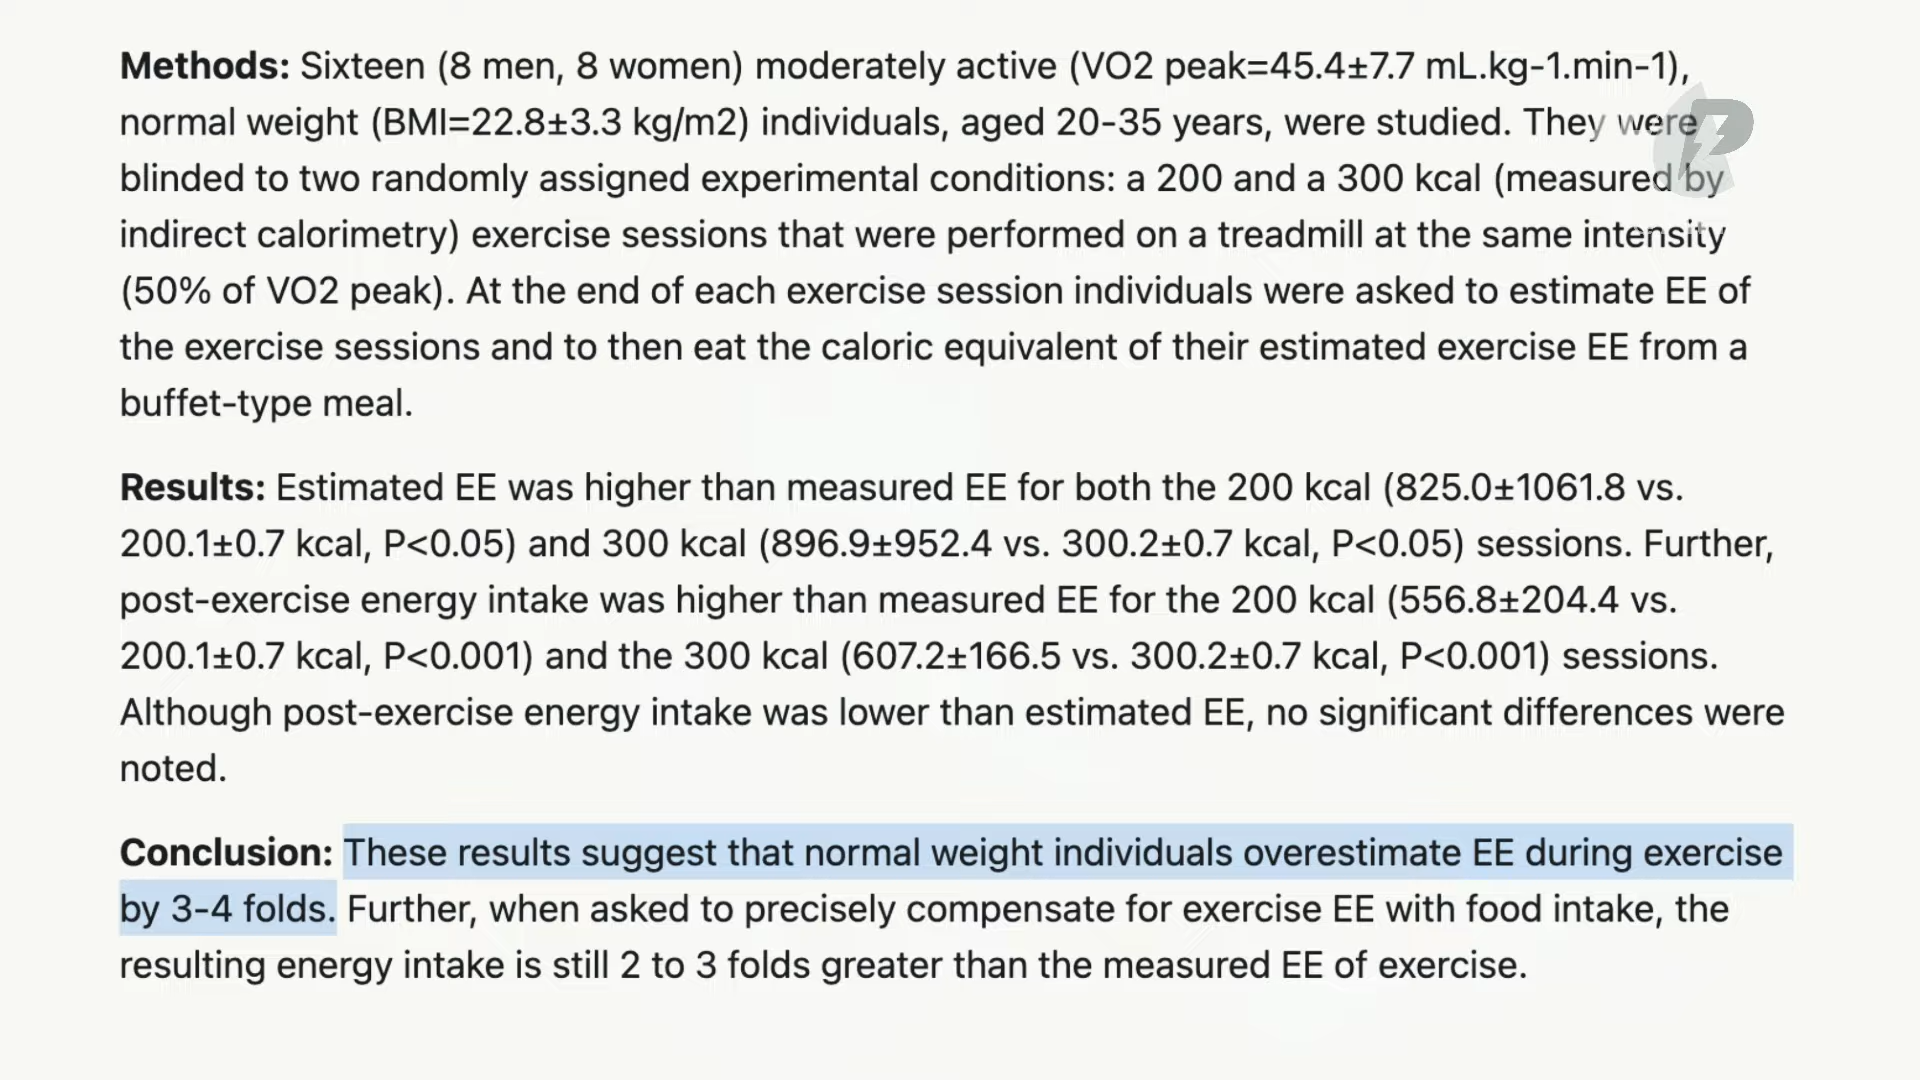 Methods: Sixteen (8 men, 8 women) moderately active (VO2 peak=45.4±7.7 mL.kg-1.min-1),
normal weight (BMI=22.8±3.3 kg/m2) individuals, aged 20-35 years, were studied. They were
blinded to two randomly assigned experimental conditions: a 200 and a 300 kcal (measured by
indirect calorimetry) exercise sessions that were performed on a treadmill at the same intensity
(50% of VO2 peak). At the end of each exercise session individuals were asked to estimate EE of
the exercise sessions and to then eat the caloric equivalent of their estimated exercise EE from a
buffet-type meal.
Results: Estimated EE was higher than measured EE for both the 200 kcal (825.0±1061.8 vs.
200.1±0.7 kcal, P<0.05) and 300 kcal (896.9±952.4 vs. 300.2±0.7 kcal, P<0.05) sessions. Further,
post-exercise energy intake was higher than measured EE for the 200 kcal (556.8±204.4 vs.
200.1±0.7 kcal, P<0.001) and the 300 kcal (607.2±166.5 vs. 300.2±0.7 kcal, P<0.001) sessions.
Although post-exercise energy intake was lower than estimated EE, no significant differences were
noted.
Conclusion: These results suggest that normal weight individuals overestimate EE during exercise
by 3-4 folds. Further, when asked to precisely compensate for exercise EE with food intake, the
resulting energy intake is still 2 to 3 folds greater than the measured EE of exercise.